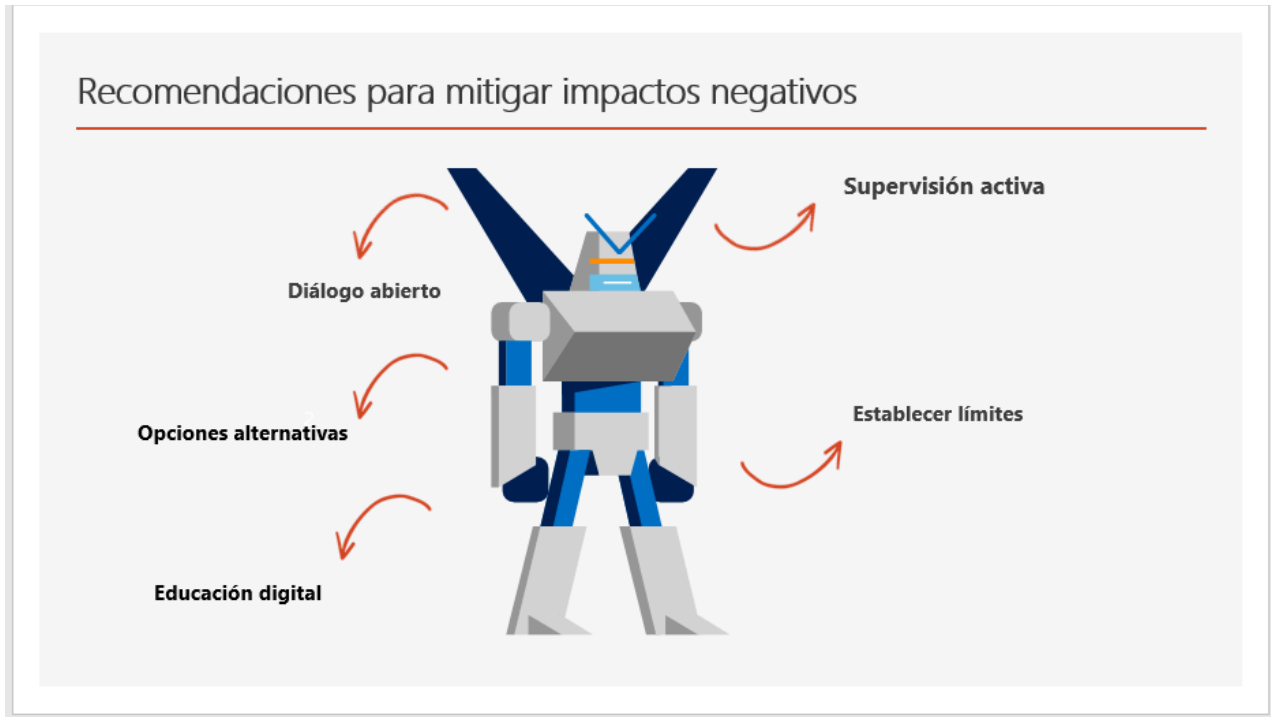 Recomendaciones para mitigar impactos negativos
Supervisión activa
Diálogo abierto
Establecer límites
Opciones alternativas
Educación digital